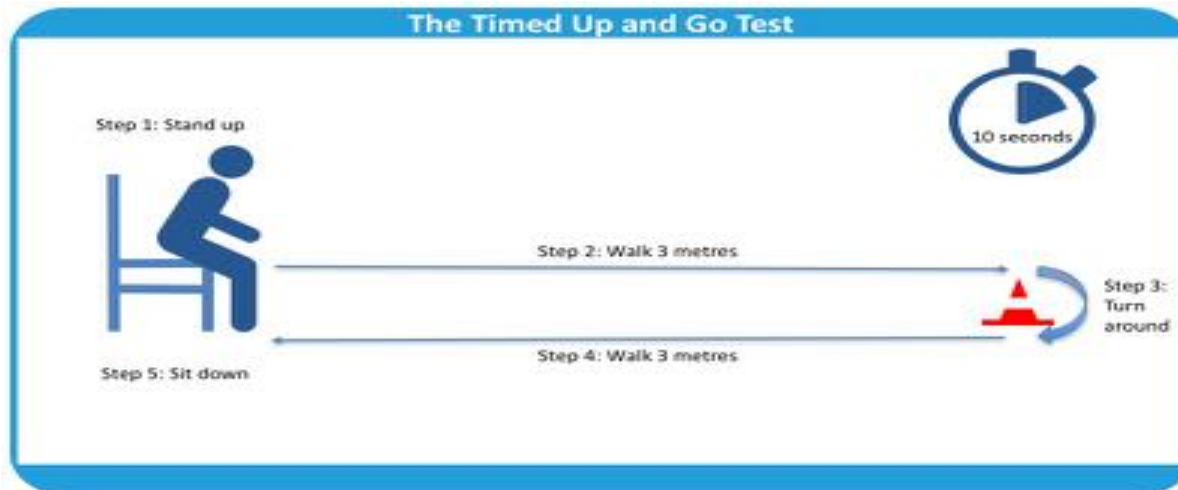 The Timed Up and Go Test
Step 1: Stand up
10 seconds
Step 2: Walk 3 metres
Step 3:
Turn
around
Step 4: Walk 3 metres
Step 5: Sit down